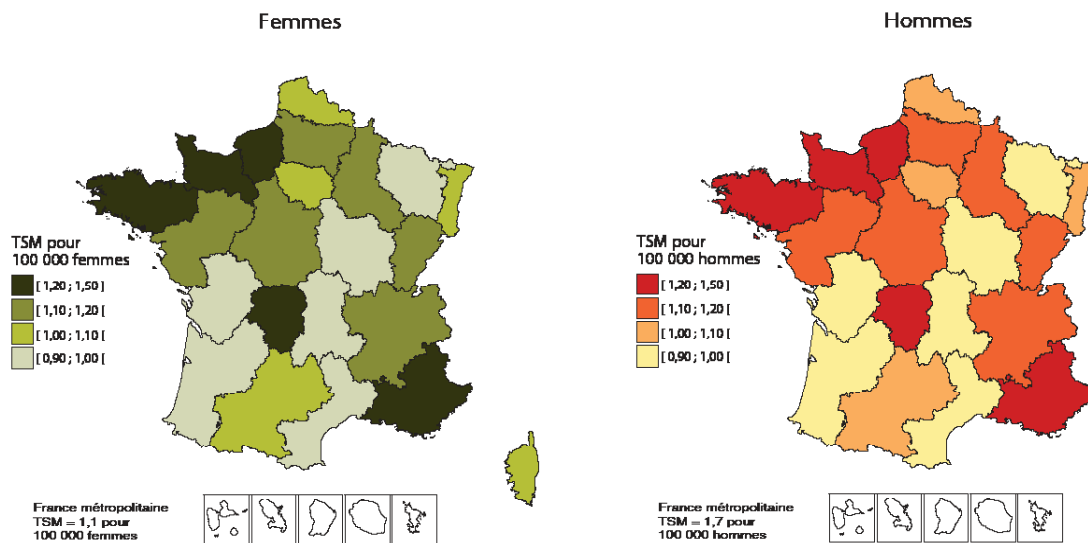 Femmes
TSM pour
100 000 femmes
[ 1,20 ; 1,50 [
[ 1,10 ; 1,20 [
[ 1,00 ; 1,10 [
[ 0,90 ; 1,00 [
France métropolitaine
TSM = 1,1 pour
100 000 femmes
Hommes
TSM pour
100 000 hommes
[ 1,20 ; 1,50 [
[ 1,10 ; 1,20 [
[ 1,00 ; 1,10 [
[ 0,90 ; 1,00 [
France métropolitaine
TSM = 1,7 pour
100 000 hommes